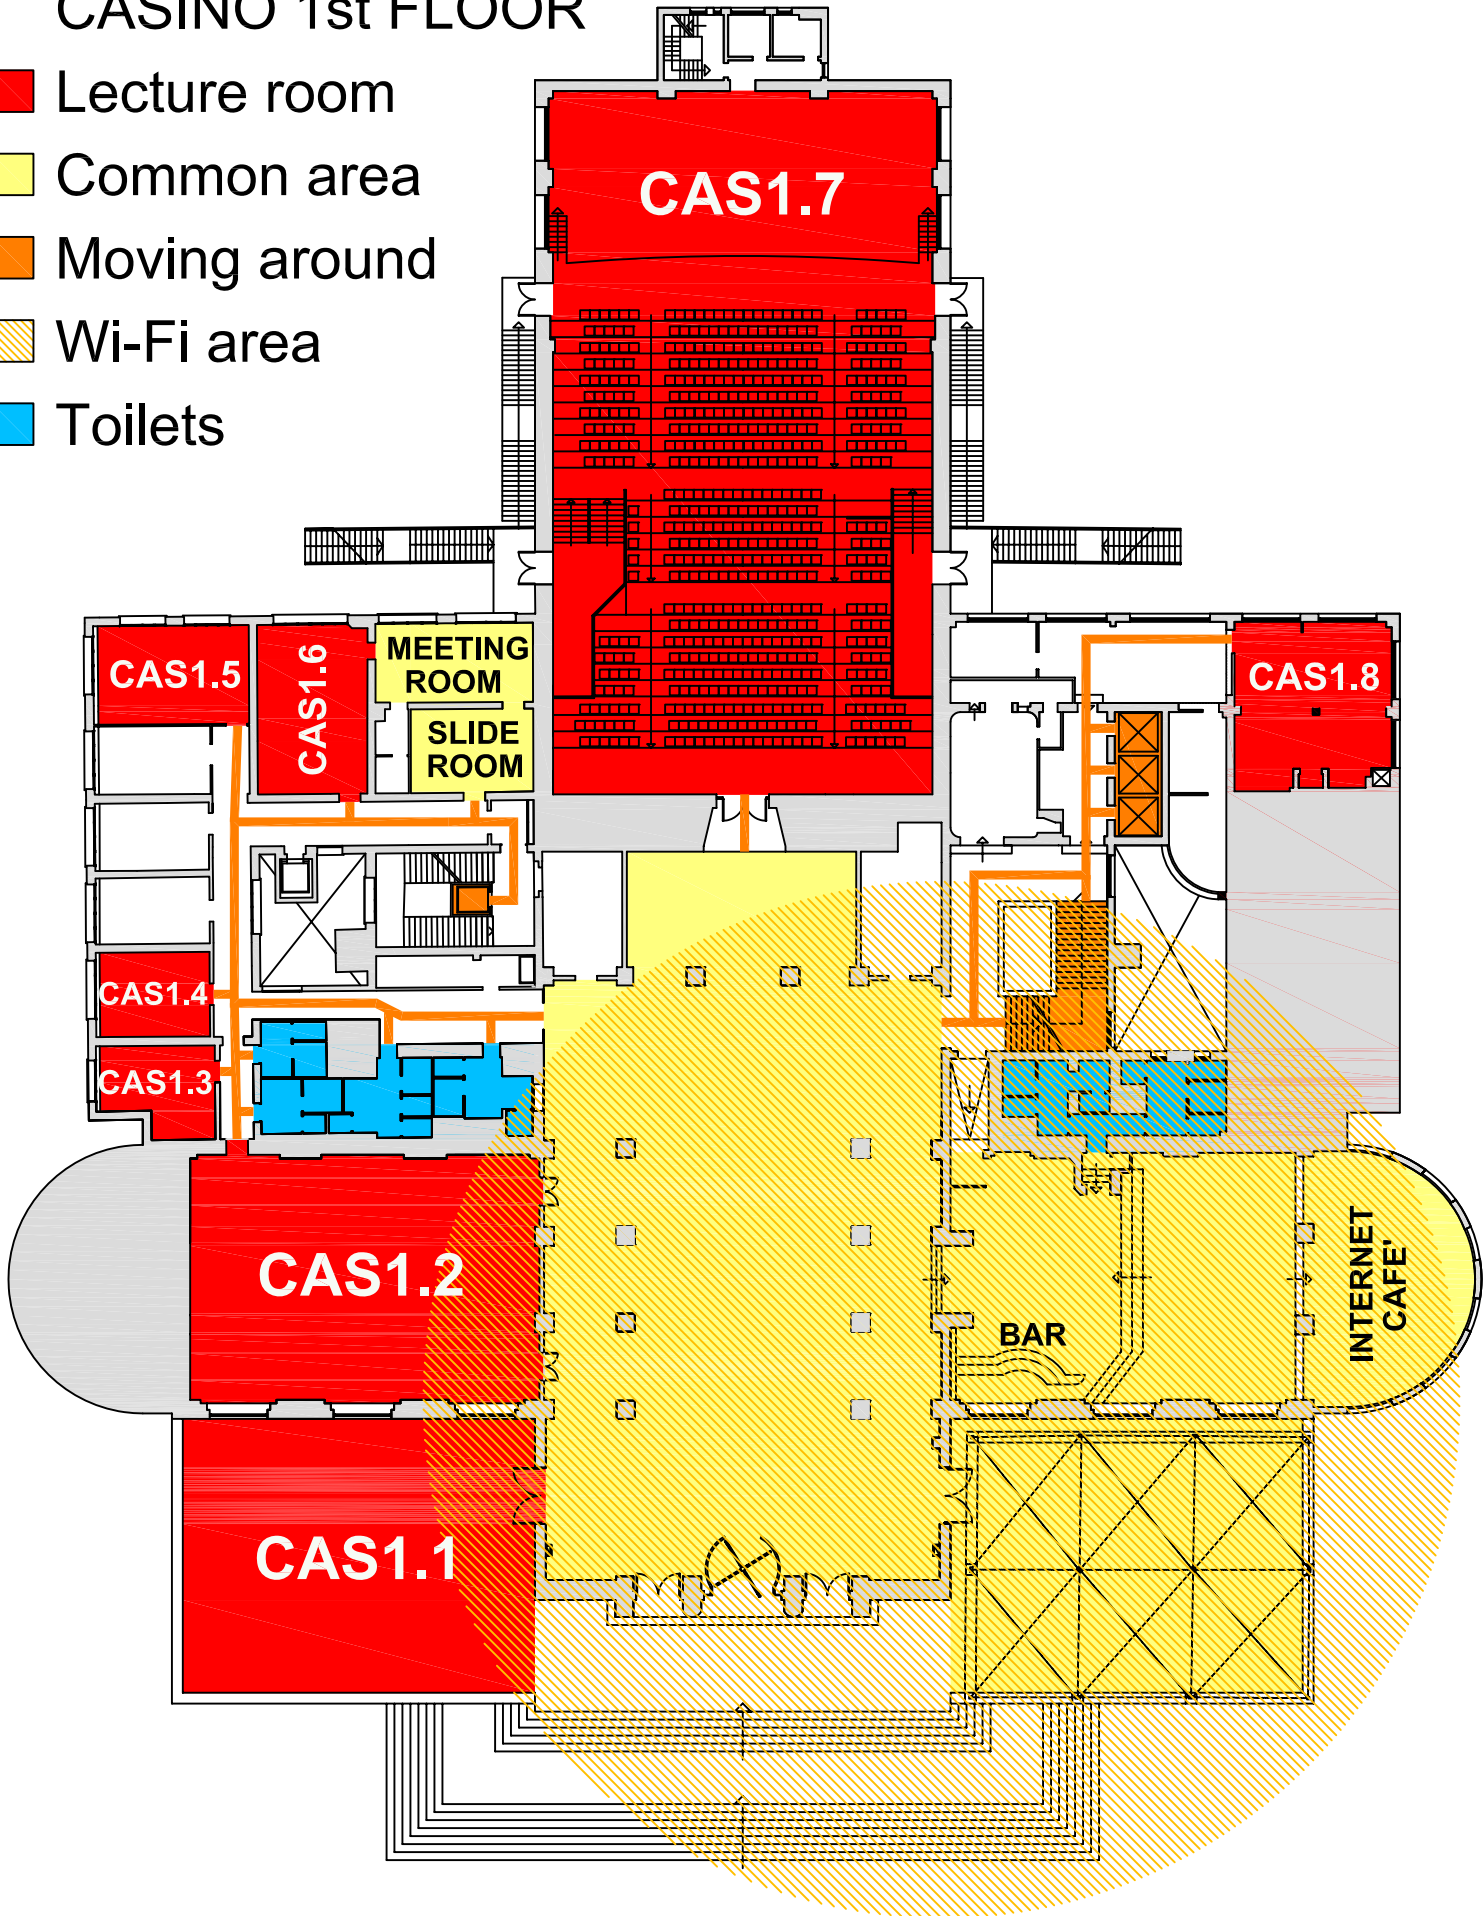 CASINO 1st FLOOR
Lecture room
Common area
Moving around
Wi-Fi area
Toilets
CAS1.7
CAS1.5
CAS1.6
MEETING
ROOM
SLIDE
ROOM
CAS1.8
CAS1.4
CAS1.3
CAS1.2
BAR
INTERNET
CAFE'
CAS1.1